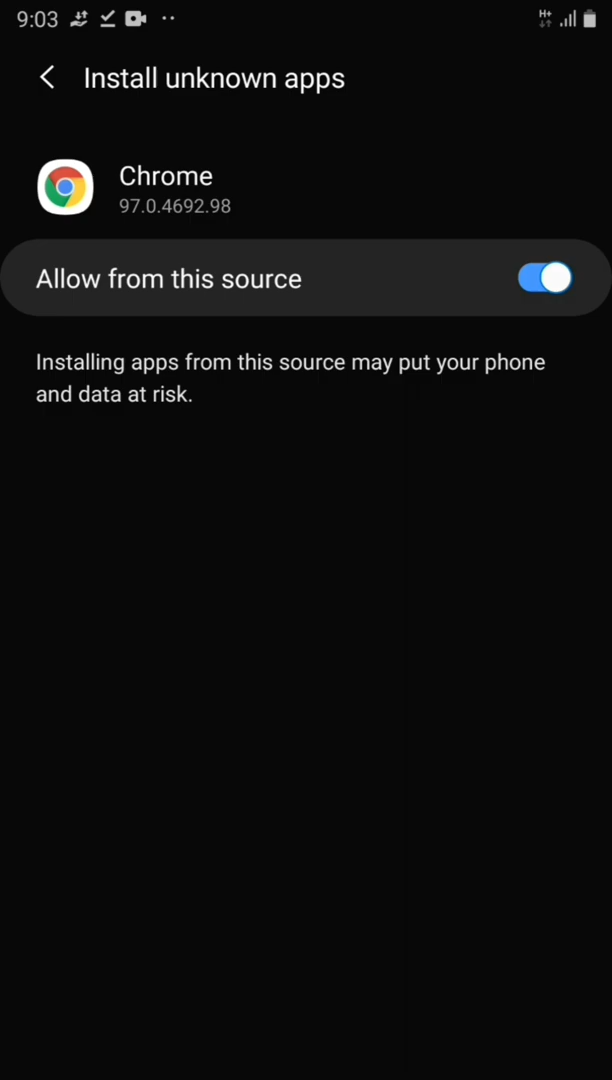 9:03
H+
Install unknown apps
Chrome
97.0.4692.98
Allow from this source
Installing apps from this source may put your phone
and data at risk.